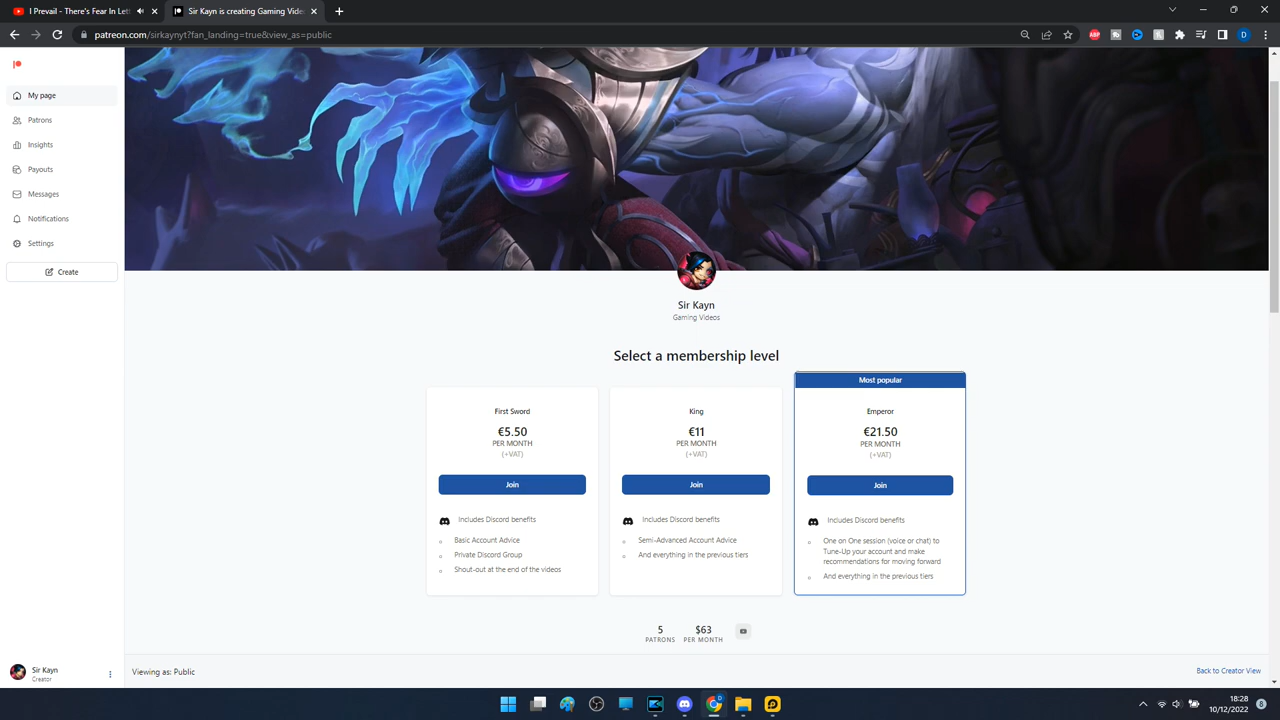 I Prevail - There's Fear In Lett
Sir Kayn is creating Gaming Video
patreon.com/sirkaynyt?fan_landing=true&view_as=public
ABP
D
My page
Patrons
Insights
Payouts
Messages
Notifications
Settings
Create
Sir Kayn
Gaming Videos
Select a membership level
Most popular
First Sword
€5.50
PER MONTH
(+VAT)
Join
Includes Discord benefits
Basic Account Advice
Private Discord Group
Shout-out at the end of the videos
King
€11
PER MONTH
(+VAT)
Join
Includes Discord benefits
Semi-Advanced Account Advice
And everything in the previous tiers
Emperor
€21.50
PER MONTH
(+VAT)
Join
Includes Discord benefits
One on One session (voice or chat) to
Tune-Up your account and make
recommendations for moving forward
And everything in the previous tiers
5
PATRONS
$63
PER MONTH
Sir Kayn
Creator
Viewing as: Public
Back to Creator View
D
18:28
10/12/2022